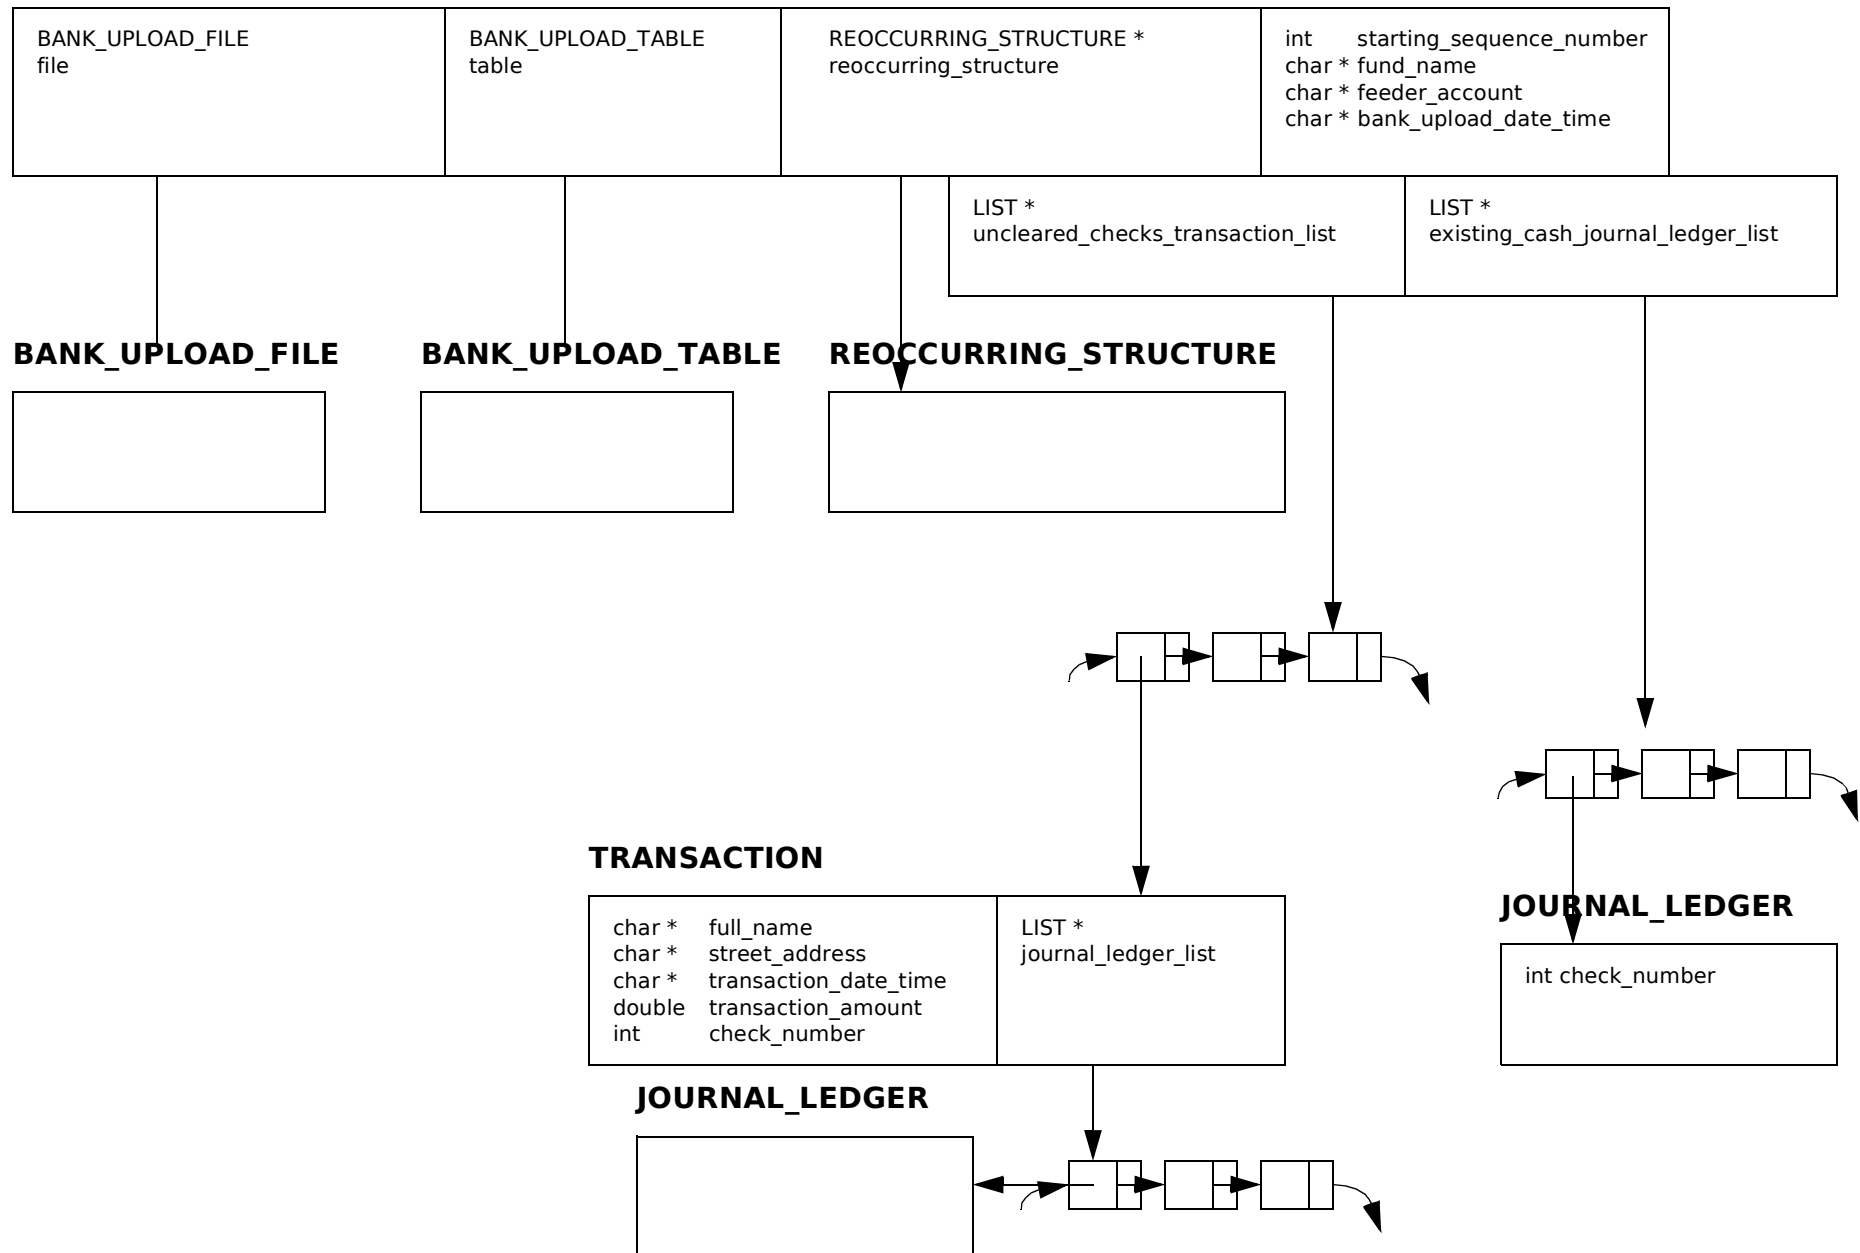 BANK_UPLOAD_FILE
file
BANK_UPLOAD_TABLE
table
REOCCURRING_STRUCTURE *
reoccurring_structure
int starting_sequence_number
char * fund_name
char * feeder_account
char * bank_upload_date_time
LIST *
uncleared_checks_transaction_list
LIST *
existing_cash_journal_ledger_list
BANK_UPLOAD_FILE
BANK_UPLOAD_TABLE
REOCCURRING_STRUCTURE
TRANSACTION
char * full_name
char * street_address
char * transaction_date_time
double transaction_amount
int check_number
LIST *
journal_ledger_list
JOURNAL_LEDGER
int check_number
JOURNAL_LEDGER